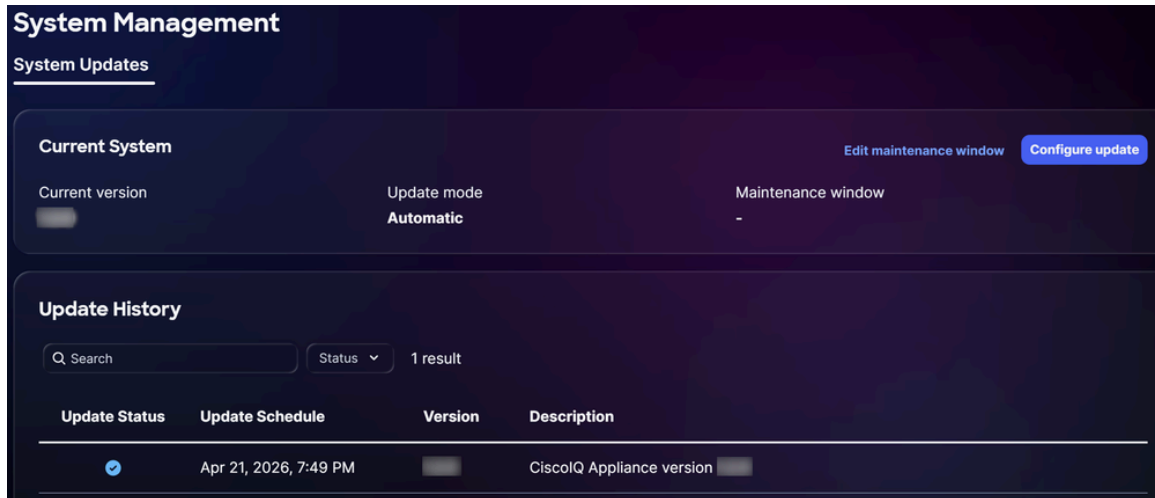 System Management
System Updates
Current System
Edit maintenance window
Configure update
Current version
Update mode
Maintenance window
Automatic
-
Update History
Search
Status
1 result
Update Status
Update Schedule
Version
Description
Apr 21, 2026, 7:49 PM
CiscoIQ Appliance version